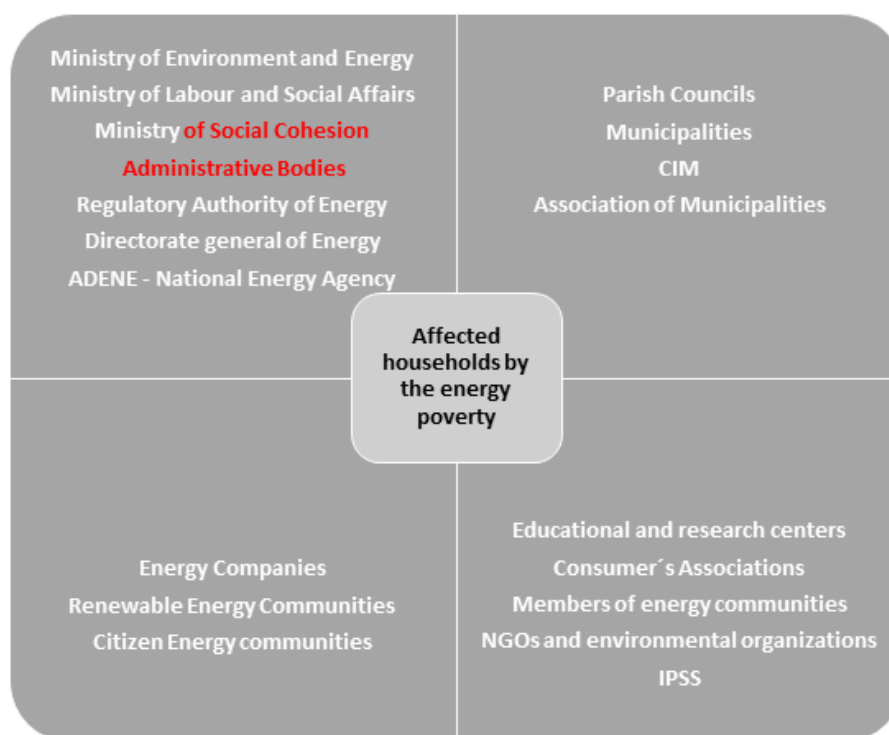 Ministry of Environment and Energy
Ministry of Labour and Social Affairs
Ministry of Social Cohesion
Administrative Bodies
Regulatory Authority of Energy
Directorate general of Energy
ADENE - National Energy Agency
Parish Councils
Municipalities
CIM
Association of Municipalities
Affected
households by
the energy
poverty
Energy Companies
Renewable Energy Communities
Citizen Energy communities
Educational and research centers
Consumer´s Associations
Members of energy communities
NGOs and environmental organizations
IPSS